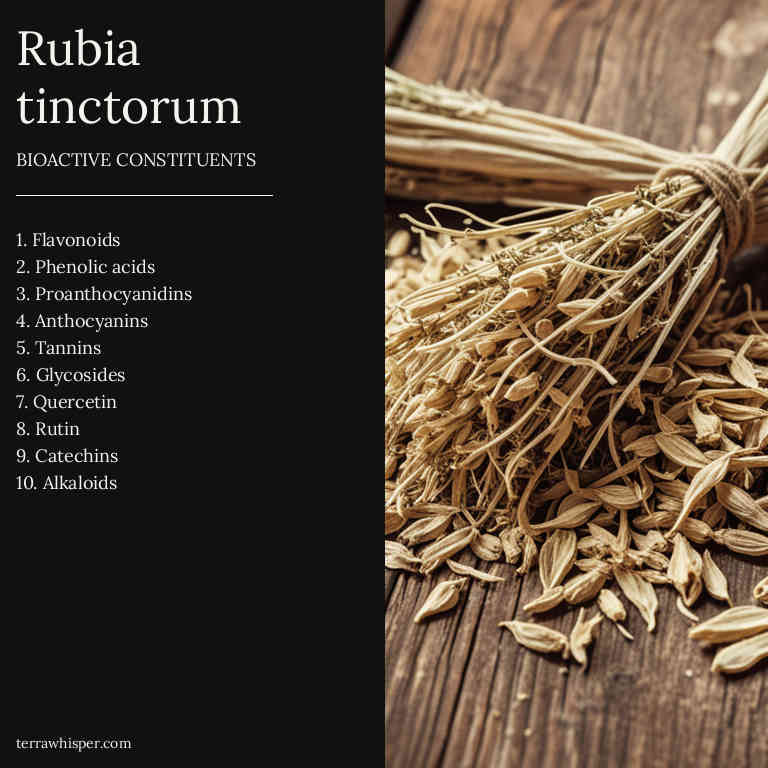 Rubia
tinctorum
BIOACTIVE CONSTITUENTS
1. Flavonoids
2. Phenolic acids
3. Proanthocyanidins
4. Anthocyanins
5. Tannins
6. Glycosides
7. Quercetin
8. Rutin
9. Catechins
10. Alkaloids
terrawhisper.com